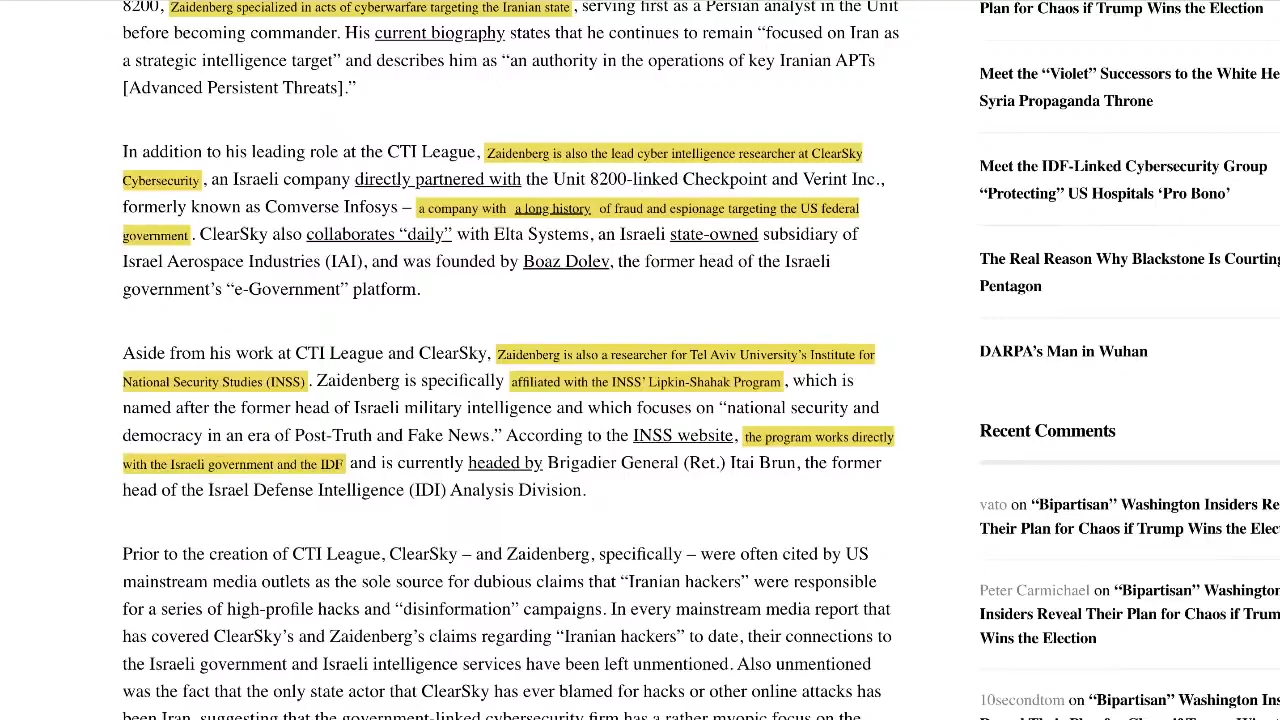 8200, Zaidenberg specialized in acts of cyberwarfare targeting the Iranian state, serving first as a Persian analyst in the Unit
before becoming commander. His current biography states that he continues to remain “focused on Iran as
a strategic intelligence target” and describes him as “an authority in the operations of key Iranian APTs
[Advanced Persistent Threats].”
In addition to his leading role at the CTI League, Zaidenberg is also the lead cyber intelligence researcher at ClearSky
Cybersecurity, an Israeli company directly partnered with the Unit 8200-linked Checkpoint and Verint Inc.,
formerly known as Comverse Infosys – a company with a long history of fraud and espionage targeting the US federal
government. ClearSky also collaborates “daily” with Elta Systems, an Israeli state-owned subsidiary of
Israel Aerospace Industries (IAI), and was founded by Boaz Dolev, the former head of the Israeli
government’s “e-Government” platform.
Aside from his work at CTI League and ClearSky, Zaidenberg is also a researcher for Tel Aviv University’s Institute for
National Security Studies (INSS). Zaidenberg is specifically affiliated with the INSS’ Lipkin-Shahak Program, which is
named after the former head of Israeli military intelligence and which focuses on “national security and
democracy in an era of Post-Truth and Fake News.” According to the INSS website, the program works directly
with the Israeli government and the IDF and is currently headed by Brigadier General (Ret.) Itai Brun, the former
head of the Israel Defense Intelligence (IDI) Analysis Division.
Prior to the creation of CTI League, ClearSky – and Zaidenberg, specifically – were often cited by US
mainstream media outlets as the sole source for dubious claims that “Iranian hackers” were responsible
for a series of high-profile hacks and “disinformation” campaigns. In every mainstream media report that
has covered ClearSky’s and Zaidenberg’s claims regarding “Iranian hackers” to date, their connections to
the Israeli government and Israeli intelligence services have been left unmentioned. Also unmentioned
was the fact that the only state actor that ClearSky has ever blamed for hacks or other online attacks has
been Iran, suggesting that the government-linked cybersecurity firm has a rather myopic focus on the
Plan for Chaos if Trump Wins the Election
Meet the “Violet” Successors to the White He
Syria Propaganda Throne
Meet the IDF-Linked Cybersecurity Group
“Protecting” US Hospitals ‘Pro Bono’
The Real Reason Why Blackstone Is Courting
Pentagon
DARPA’s Man in Wuhan
Recent Comments
vato on “Bipartisan” Washington Insiders Re
Their Plan for Chaos if Trump Wins the Elec
Peter Carmichael on “Bipartisan” Washington
Insiders Reveal Their Plan for Chaos if Trum
Wins the Election
10secondtom on “Bipartisan” Washington Ins